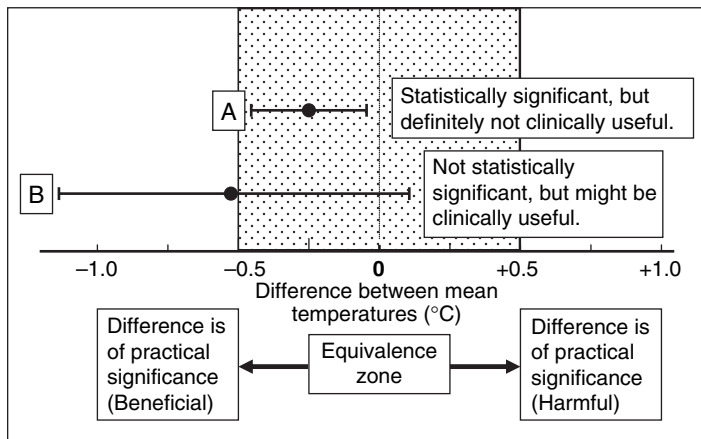 A
Statistically significant, but
definitely not clinically useful.
B
Not statistically
significant, but might be
clinically useful.
–1.0
–0.5
0
+0.5
+1.0
Difference between mean
temperatures (°C)
Difference is
of practical
significance
(Beneficial)
Equivalence
zone
Difference is
of practical
significance
(Harmful)